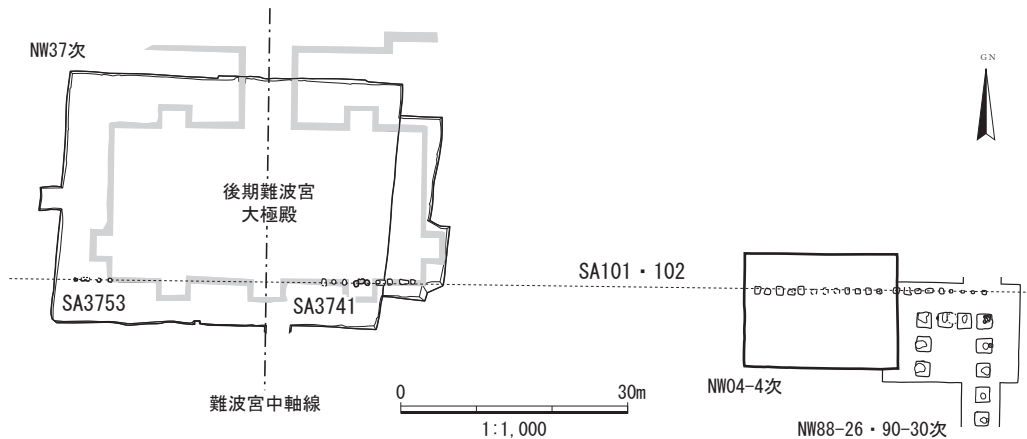 NW37次
GN
後期難波宮
大極殿
SA101・102
SA3753
SA3741
NW04-4次
難波宮中軸線
0
30m
1:1,000
NW88-26・90-30次